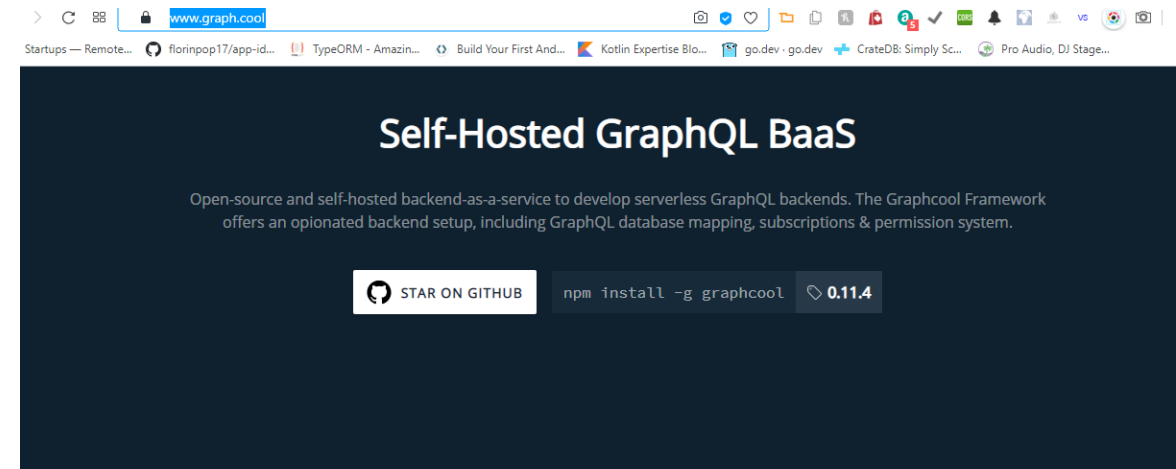 www.graph.cool
Startups — Remote... florinpop17/app-id... TypeORM - Amazin... Build Your First And... Kotlin Expertise Blo... go.dev · go.dev CrateDB: Simply Sc... Pro Audio, DJ Stage...
Self-Hosted GraphQL BaaS
Open-source and self-hosted backend-as-a-service to develop serverless GraphQL backends. The Graphcool Framework
offers an opionated backend setup, including GraphQL database mapping, subscriptions & permission system.
STAR ON GITHUB npm install -g graphcool 0.11.4